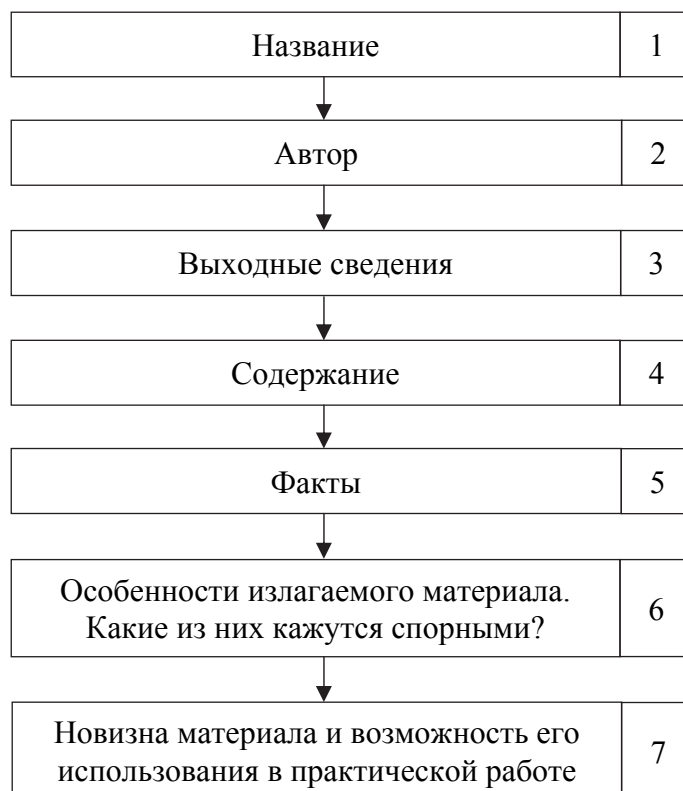 Название 1
Автор 2
Выходные сведения 3
Содержание 4
Факты 5
Особенности излагаемого материала.
Какие из них кажутся спорными? 6
Новизна материала и возможность его
использования в практической работе 7